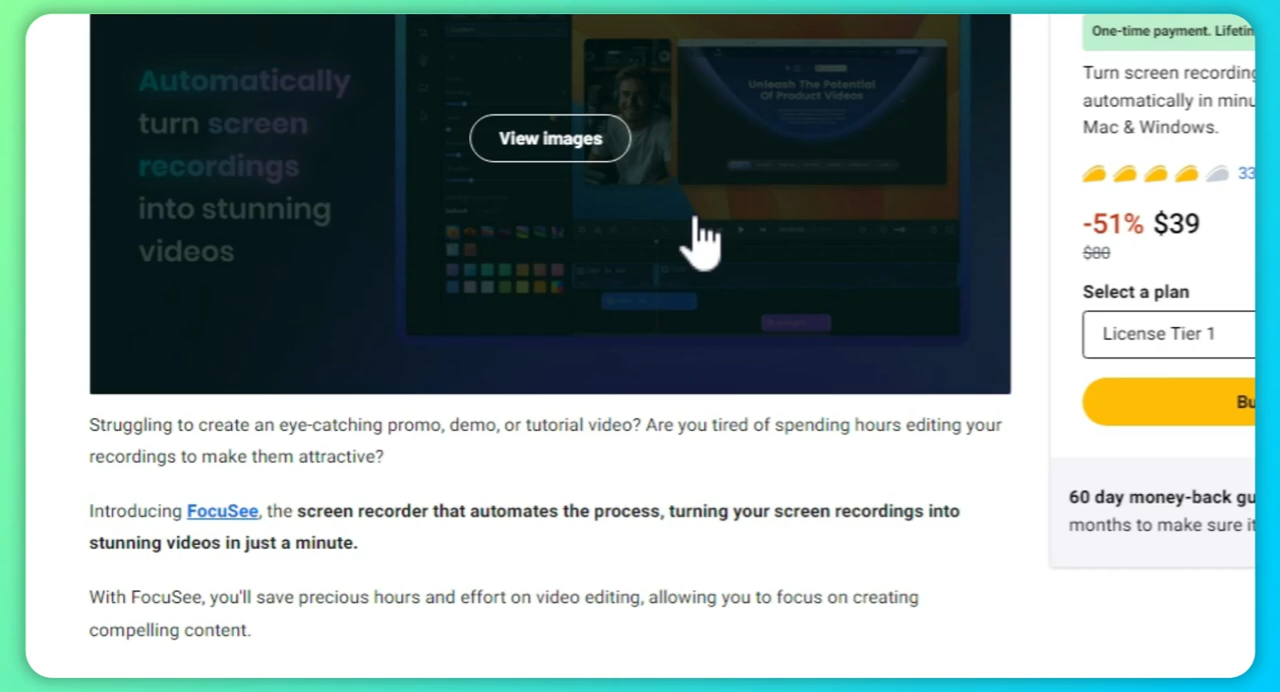 Automatically
turn screen
recordings
into stunning
videos
View images
Unleash The Potential
Of Product Videos
Struggling to create an eye-catching promo, demo, or tutorial video? Are you tired of spending hours editing your
recordings to make them attractive?
Introducing FocuSee, the screen recorder that automates the process, turning your screen recordings into
stunning videos in just a minute.
With FocuSee, you'll save precious hours and effort on video editing, allowing you to focus on creating
compelling content.
One-time payment. Lifetin
Turn screen recording
automatically in minu
Mac & Windows.
33
-51% $39
$80
Select a plan
License Tier 1
Bu
60 day money-back gu
months to make sure it